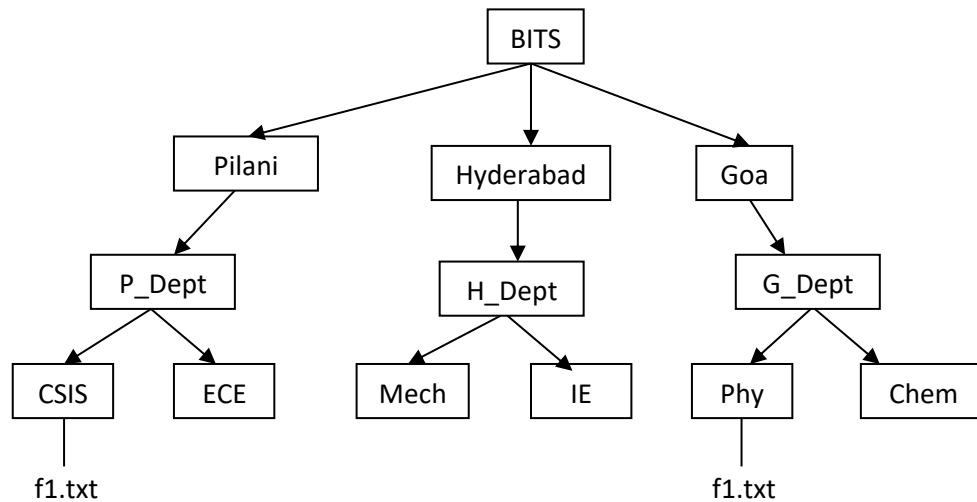 BITS
Pilani
Hyderabad
Goa
P_Dept
H_Dept
G_Dept
CSIS
ECE
Mech
IE
Phy
Chem
f1.txt
f1.txt